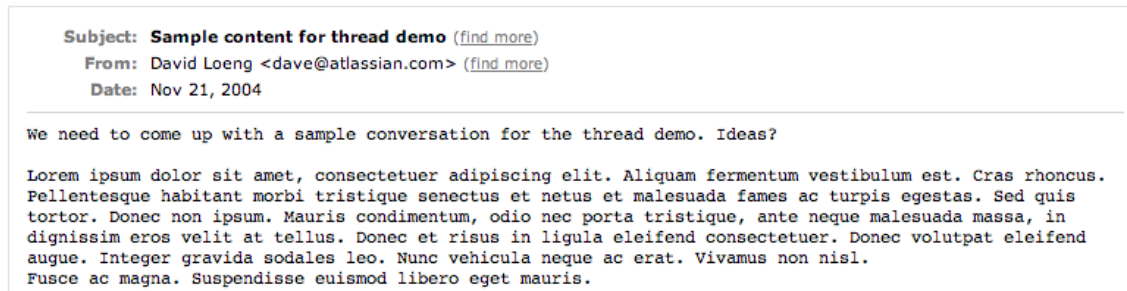 Subject: Sample content for thread demo (find more)
From: David Loeng <dave@atlassian.com> (find more)
Date: Nov 21, 2004
We need to come up with a sample conversation for the thread demo. Ideas?
Lorem ipsum dolor sit amet, consectetuer adipiscing elit. Aliquam fermentum vestibulum est. Cras rhoncus.
Pellentesque habitant morbi tristique senectus et netus et malesuada fames ac turpis egestas. Sed quis
tortor. Donec non ipsum. Mauris condimentum, odio nec porta tristique, ante neque malesuada massa, in
dignissim eros velit at tellus. Donec et risus in ligula eleifend consectetuer. Donec volutpat eleifend
augue. Integer gravida sodales leo. Nunc vehicula neque ac erat. Vivamus non nisl.
Fusce ac magna. Suspendisse euismod libero eget mauris.